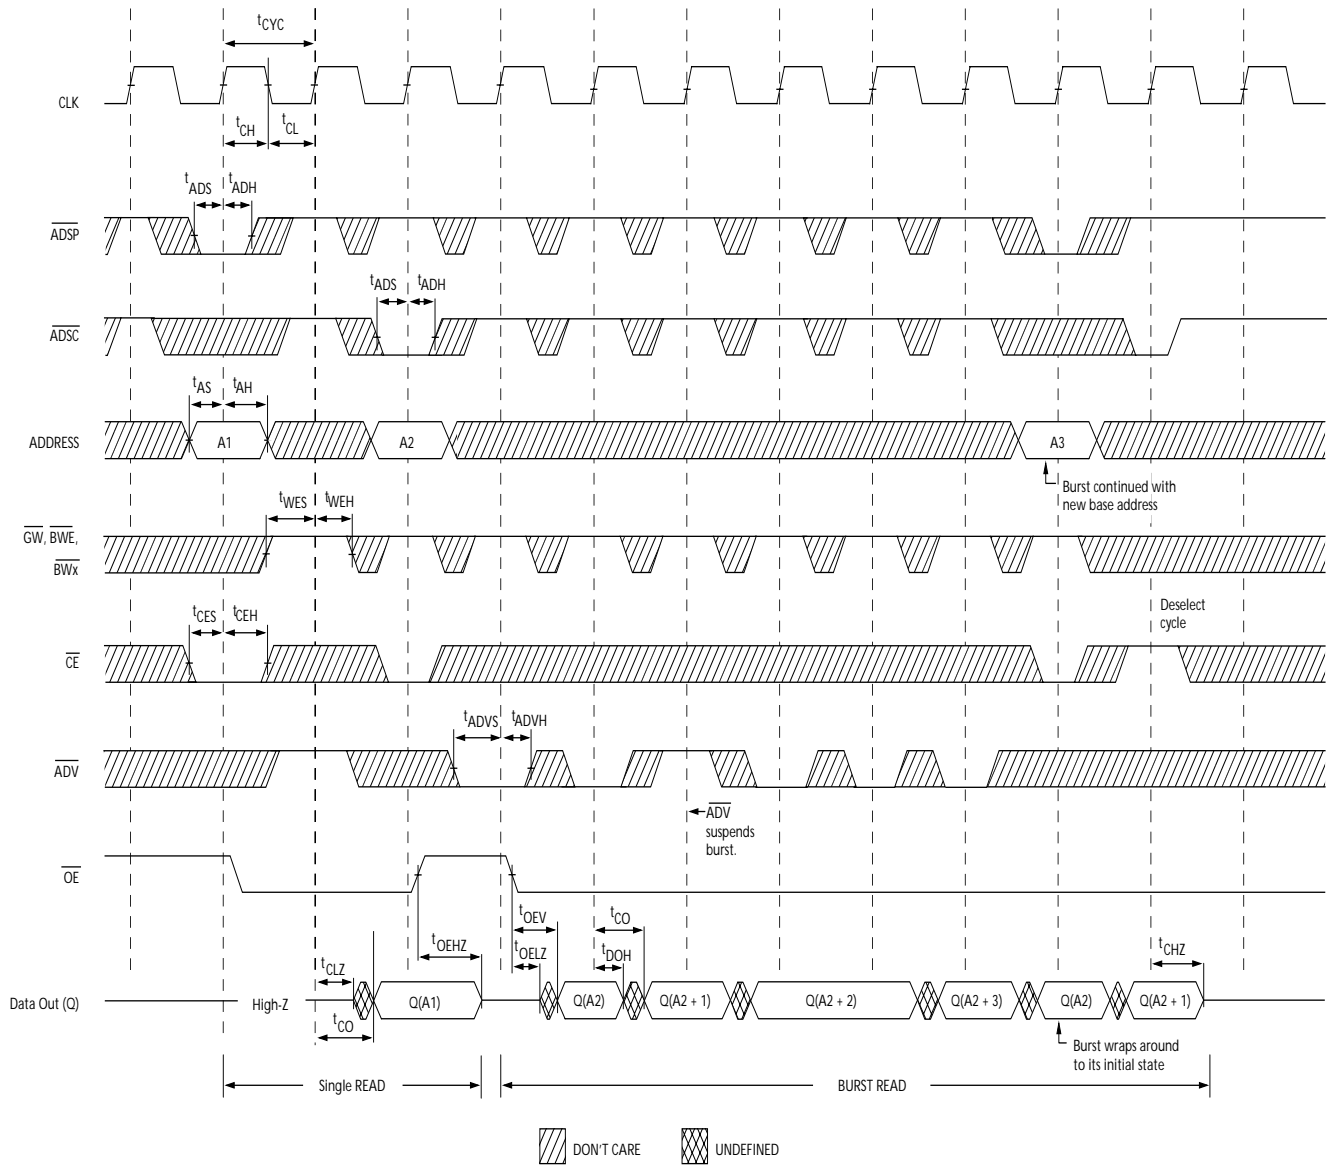 tCYC
CLK
tCH
tCL
tADS
tADH
ADSP
tADS
tADH
ADSC
tAS
tAH
ADDRESS
A1
A2
A3
Burst continued with
new base address
tWES
tWEH
GW, BWE,
BWx
Deselect
cycle
tCES
tCEH
CE
tADVS
tADVH
ADV
ADV
suspends
burst.
OE
tOEV
tCO
tOEHZ
tOELZ
tDOH
tCHZ
tCLZ
Data Out (Q)
High-Z
Q(A1)
Q(A2)
Q(A2 + 1)
Q(A2 + 2)
Q(A2 + 3)
Q(A2)
Q(A2 + 1)
tCO
Burst wraps around
to its initial state
Single READ
BURST READ
DON'T CARE
UNDEFINED